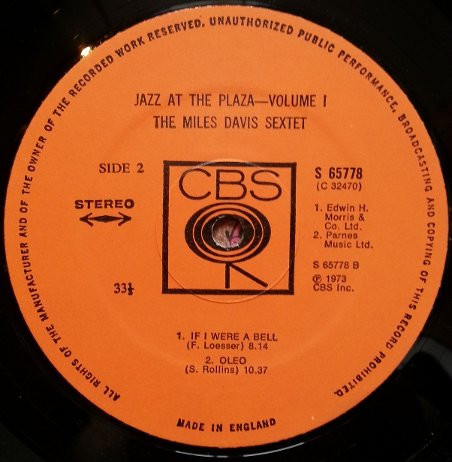 ALL RIGHTS OF THE MANUFACTURER AND OF THE OWNER OF THE RECORDED WORK RESERVED. UNAUTHORIZED PUBLIC PERFORMANCE, BROADCASTING AND COPYING OF THIS RECORD PROHIBITED.
JAZZ AT THE PLAZA—VOLUME I
THE MILES DAVIS SEXTET
SIDE 2
STEREO
33⅓
CBS
S 65778
(C 32470)
1. Edwin H.
Morris &
Co. Ltd.
2. Parnes
Music Ltd.
S 65778 B
℗ 1973
CBS Inc.
1. IF I WERE A BELL
(F. Loesser) 8.14
2. OLEO
(S. Rollins) 10.37
MADE IN ENGLAND